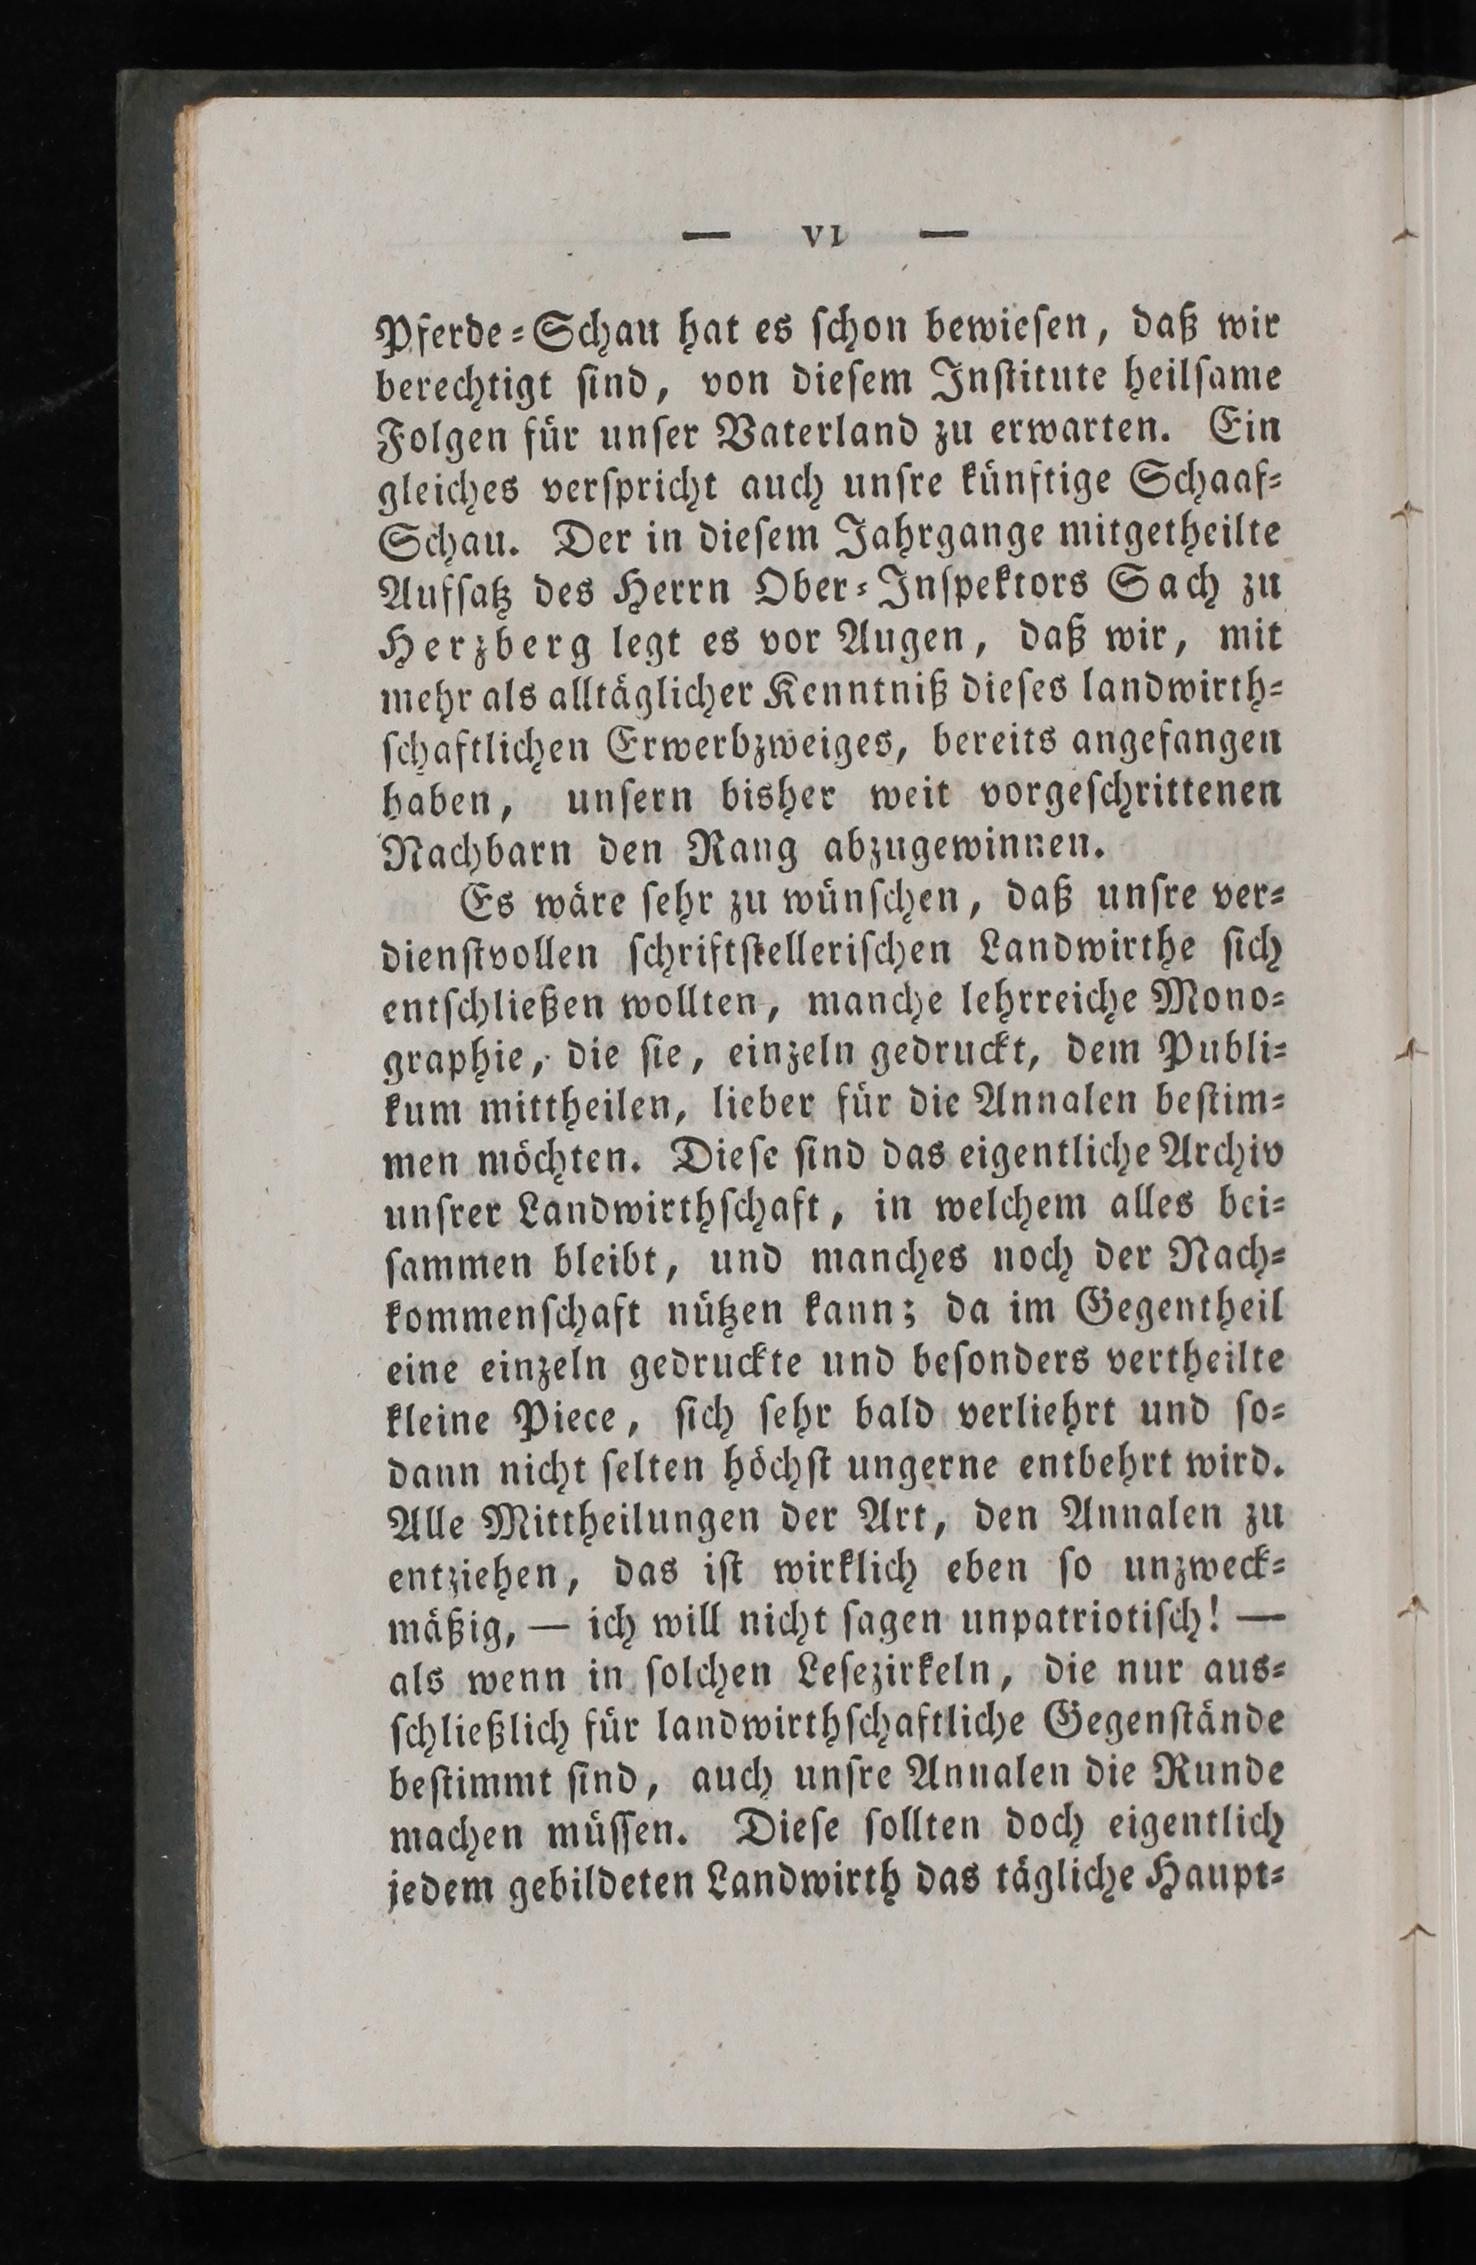 — VI —
Pferde-Schau hat es schon bewiesen, daß wir
berechtigt sind, von diesem Institute heilsame
Folgen für unser Vaterland zu erwarten. Ein
gleiches verspricht auch unsre künftige Schaaf-
Schau. Der in diesem Jahrgange mitgetheilte
Aufsatz des Herrn Ober-Inspektors Sach zu
Herzberg legt es vor Augen, daß wir, mit
mehr als alltäglicher Kenntniß dieses landwirth-
schaftlichen Erwerbzweiges, bereits angefangen
haben, unsern bisher weit vorgeschrittenen
Nachbarn den Rang abzugewinnen.
Es wäre sehr zu wünschen, daß unsre ver-
dienstvollen schriftstellerischen Landwirthe sich
entschließen wollten, manche lehrreiche Mono-
graphie, die sie, einzeln gedruckt, dem Publi-
kum mittheilen, lieber für die Annalen bestim-
men möchten. Diese sind das eigentliche Archiv
unsrer Landwirthschaft, in welchem alles bei-
sammen bleibt, und manches noch der Nach-
kommenschaft nützen kann; da im Gegentheil
eine einzeln gedruckte und besonders vertheilte
kleine Piece, sich sehr bald verliehrt und so-
dann nicht selten höchst ungerne entbehrt wird.
Alle Mittheilungen der Art, den Annalen zu
entziehen, das ist wirklich eben so unzweck-
mäßig, — ich will nicht sagen unpatriotisch! —
als wenn in solchen Lesezirkeln, die nur aus-
schließlich für landwirthschaftliche Gegenstände
bestimmt sind, auch unsre Annalen die Runde
machen müssen. Diese sollten doch eigentlich
jedem gebildeten Landwirth das tägliche Haupt-